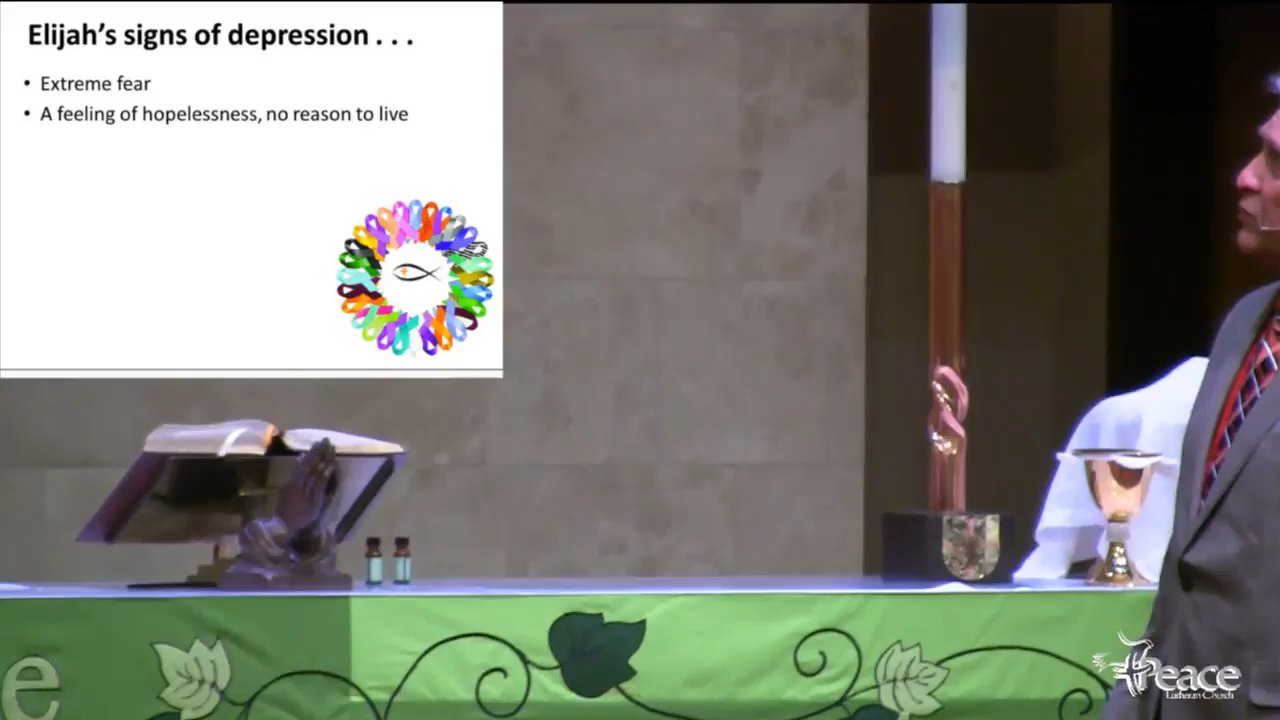 Elijah's signs of depression . . .
• Extreme fear
• A feeling of hopelessness, no reason to live
e
Peace
Lutheran Church